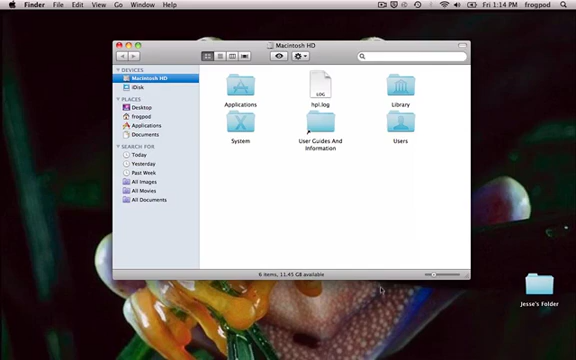 Finder File Edit View Go Window Help
Fri 1:14 PM frogpod
Macintosh HD
DEVICES
Macintosh HD
iDisk
PLACES
Desktop
frogpod
Applications
Documents
SEARCH FOR
Today
Yesterday
Past Week
All Images
All Movies
All Documents
LOG
Applications
hpl.log
Library
System
User Guides And
Information
Users
6 items, 11.45 GB available
Jesse's Folder